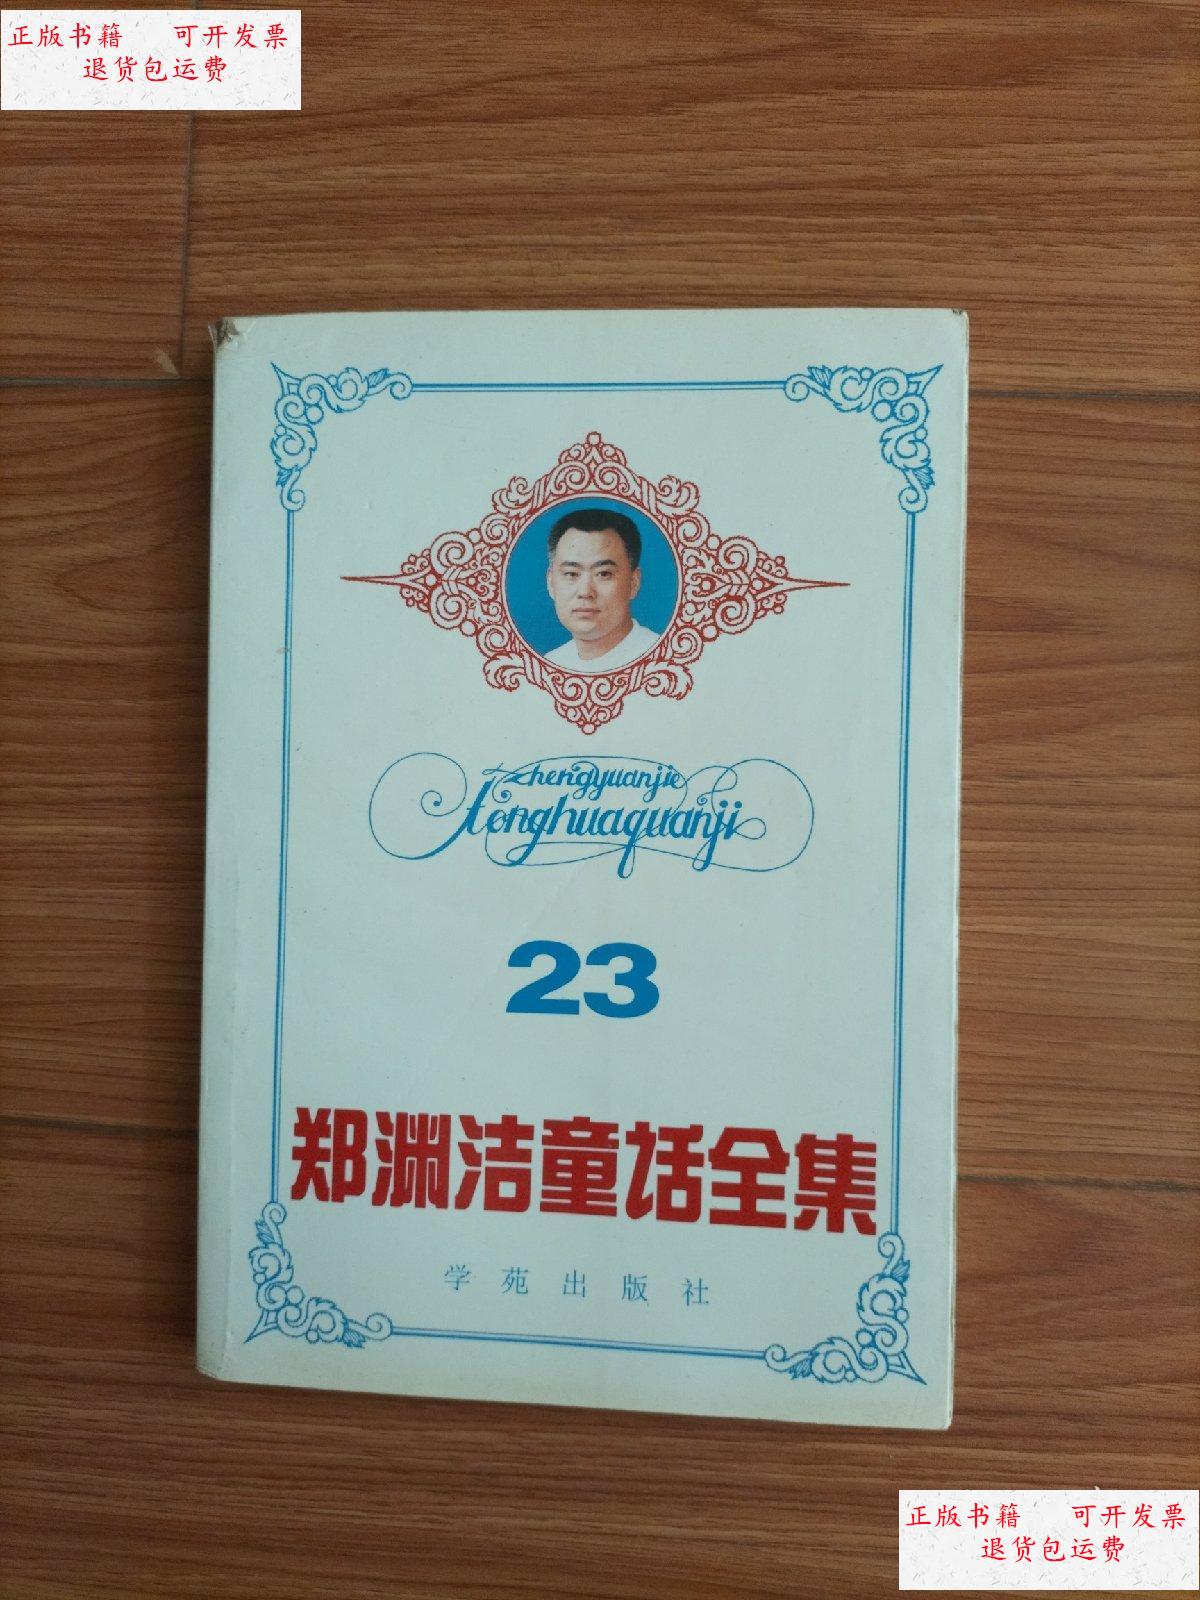 正版书籍 可开发票
退货包运费
zhengyuanjie
tonghuaquanji
23
郑渊洁童话全集
学苑出版社
正版书籍 可开发票
退货包运费